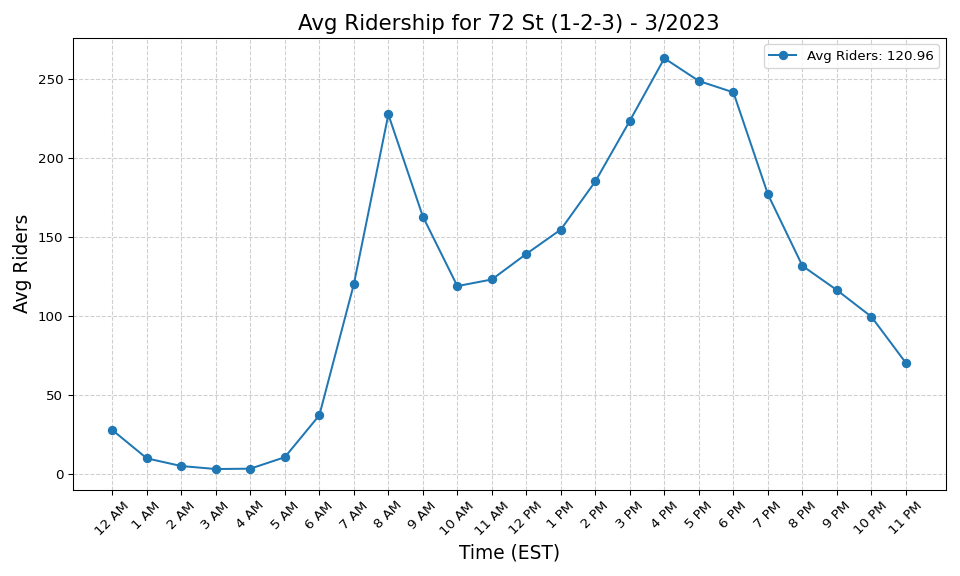 Avg Ridership for 72 St (1-2-3) - 3/2023
Avg Riders: 120.96
Avg Riders
250
200
150
100
50
0
12 AM 1 AM 2 AM 3 AM 4 AM 5 AM 6 AM 7 AM 8 AM 9 AM 10 AM 11 AM 12 PM 1 PM 2 PM 3 PM 4 PM 5 PM 6 PM 7 PM 8 PM 9 PM 10 PM 11 PM
Time (EST)